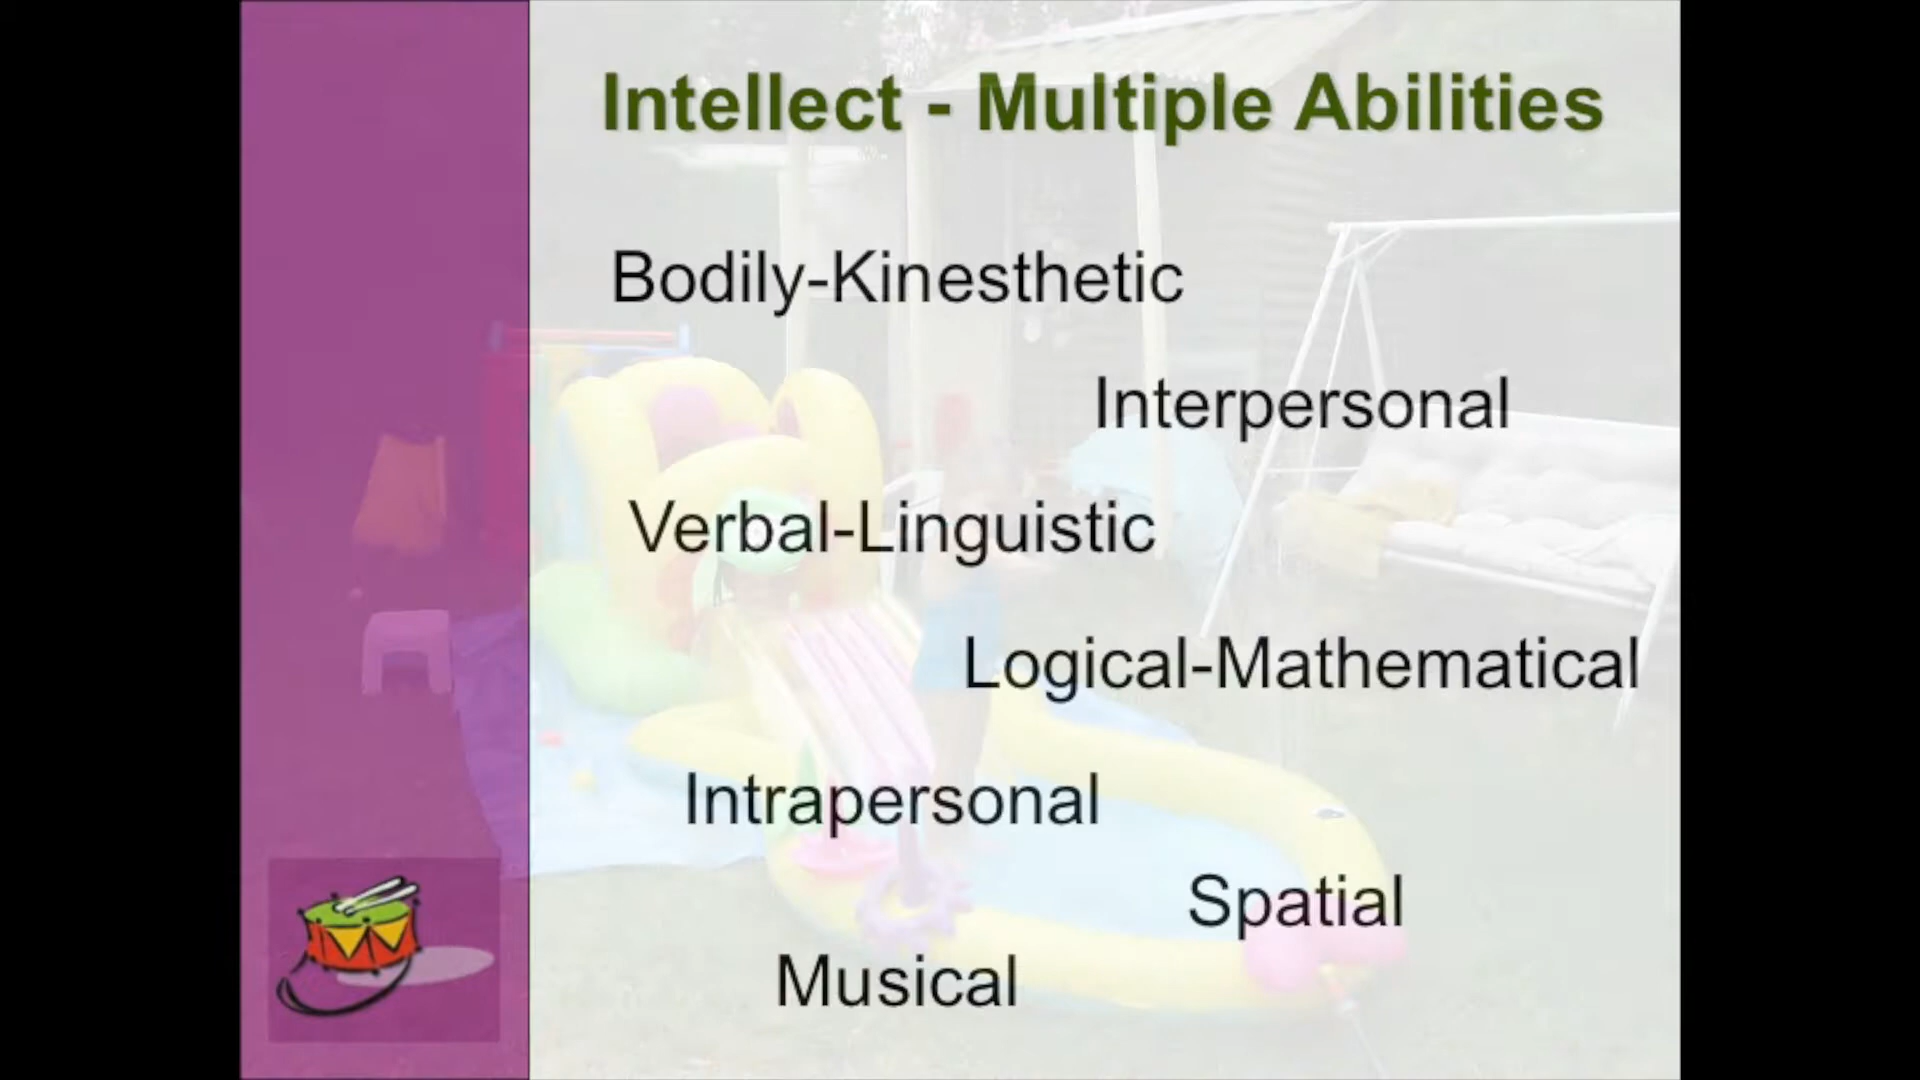 Intellect - Multiple Abilities
Bodily-Kinesthetic
Interpersonal
Verbal-Linguistic
Logical-Mathematical
Intrapersonal
Spatial
Musical